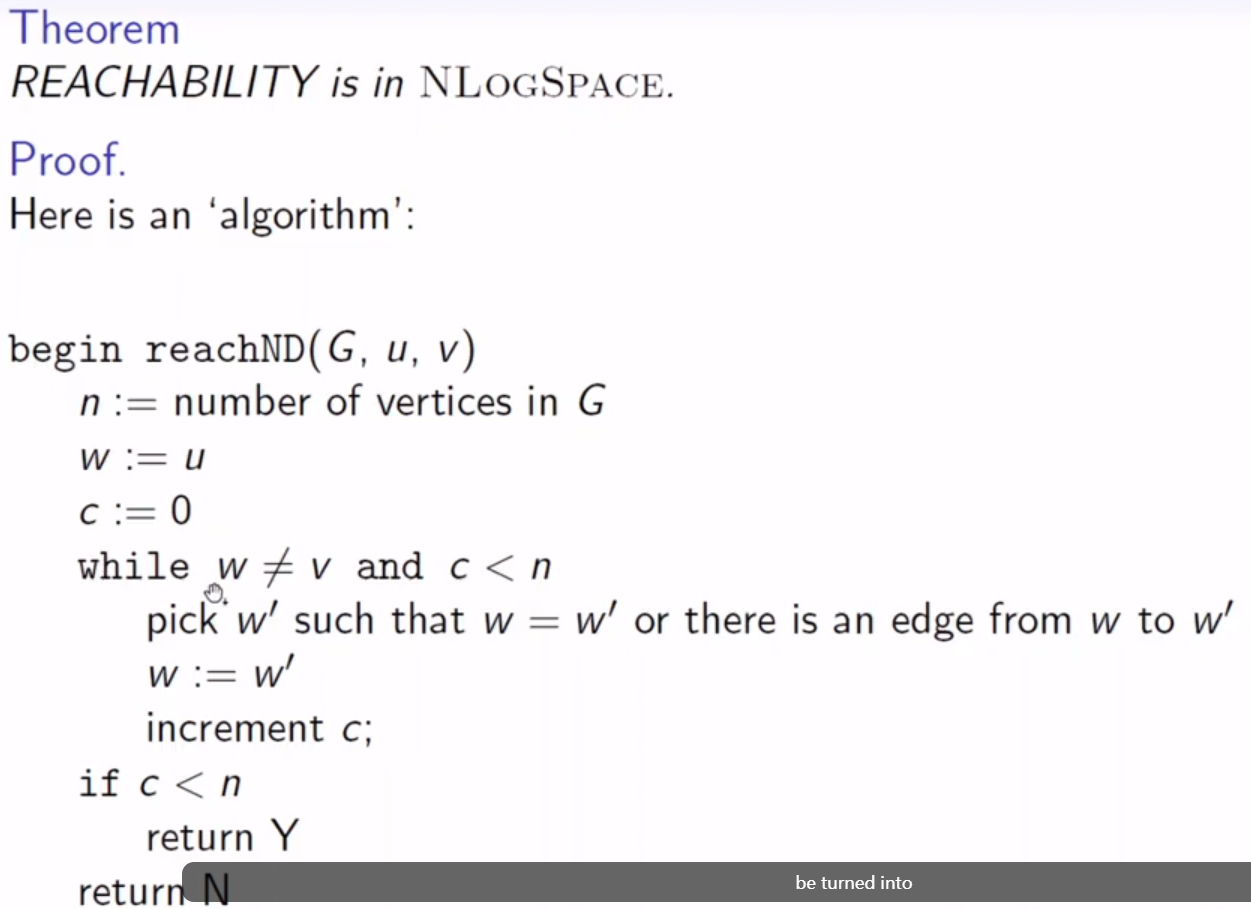 Theorem
REACHABILITY is in NLOGSPACE.
Proof.
Here is an ‘algorithm’:
begin reachND(G, u, v)
n := number of vertices in G
w := u
c := 0
while w ≠ v and c < n
pick w′ such that w = w′ or there is an edge from w to w′
w := w′
increment c;
if c < n
return Y
return N
be turned into